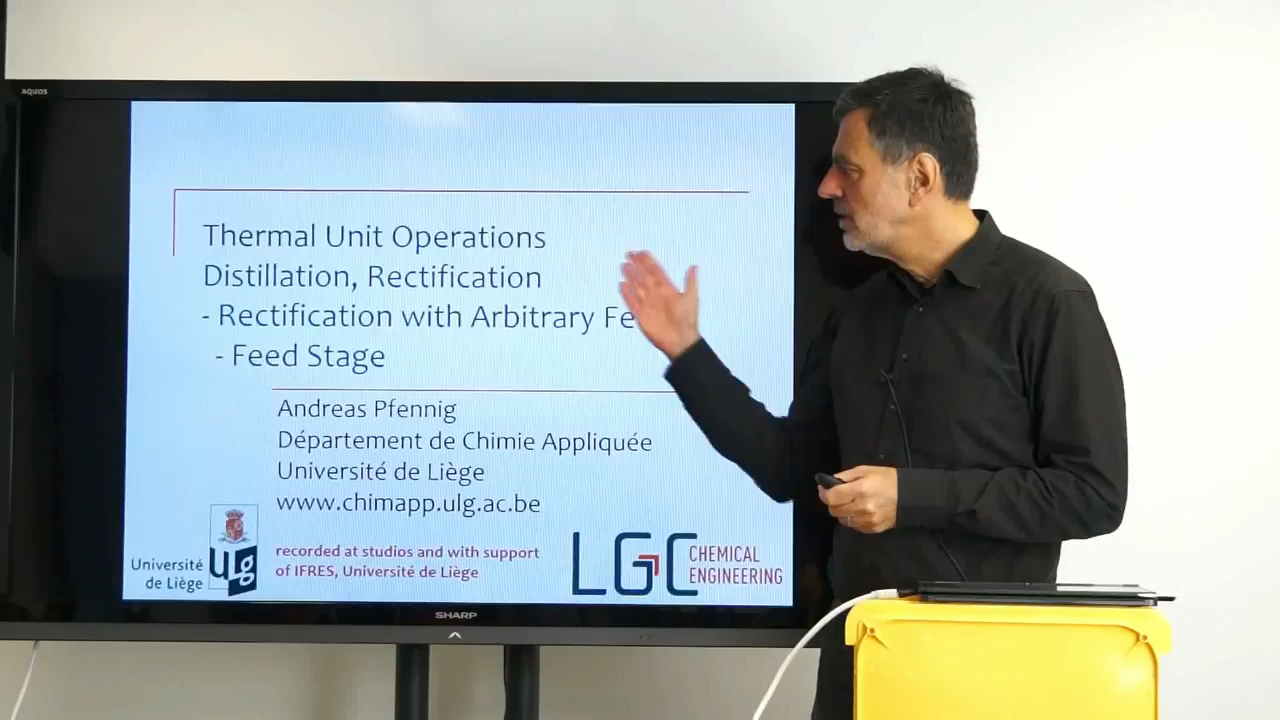 AQUOS
Thermal Unit Operations
Distillation, Rectification
- Rectification with Arbitrary
- Feed Stage
Andreas Pfennig
Département de Chimie Appliquée
Université de Liège
www.chimapp.ulg.ac.be
recorded at studios and with support
of IFRES, Université de Liège
Université
de Liège
ULg
LGC
CHEMICAL
ENGINEERING
SHARP